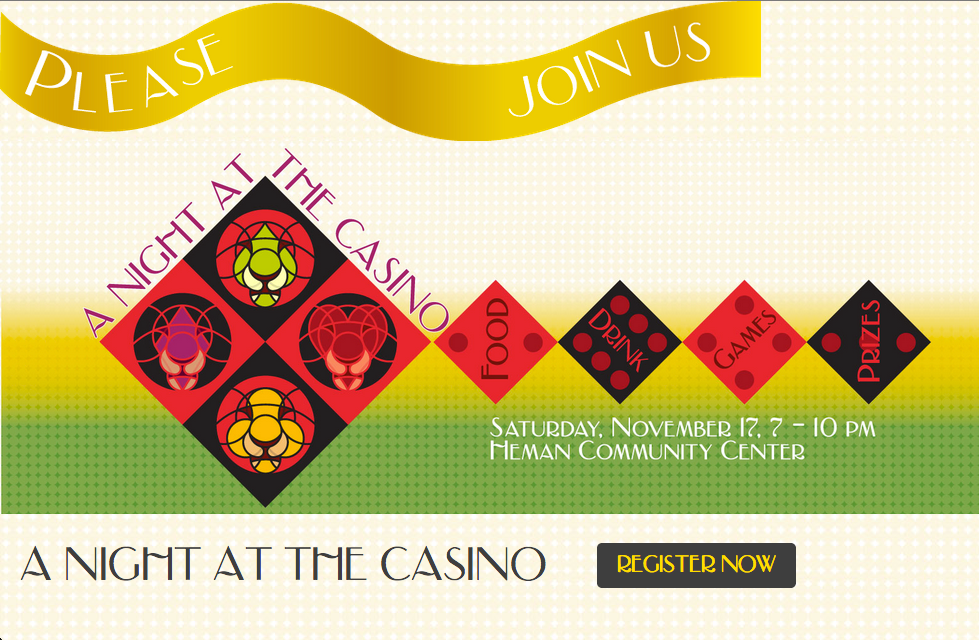 PLEASE JOIN US
A NIGHT AT THE CASINO
FOOD
DRINK
GAMES
PRIZES
SATURDAY, NOVEMBER 17, 7 - 10 PM
HEMAN COMMUNITY CENTER
A NIGHT AT THE CASINO
REGISTER NOW